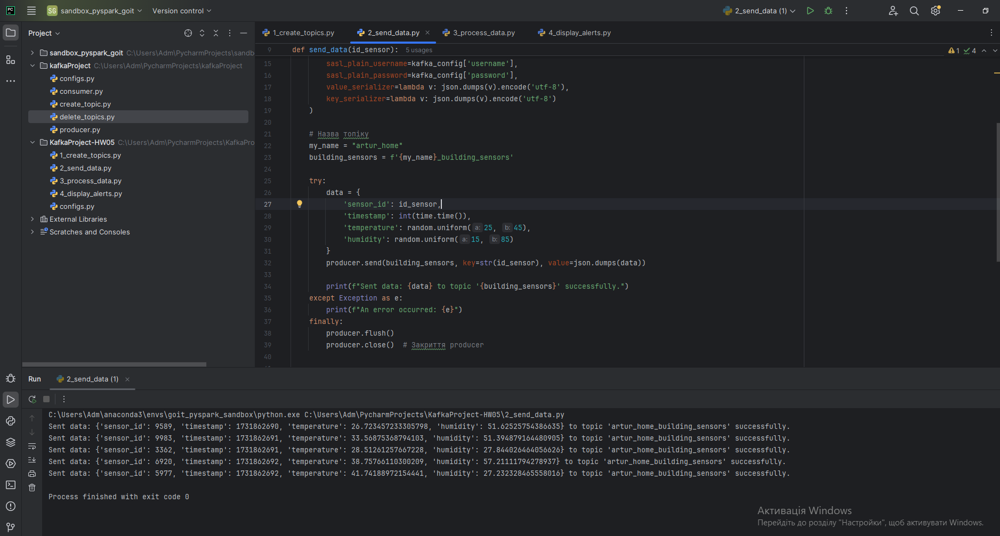 PC
SG sandbox_pyspark_goit Version control 2_send_data (1)
Project
1_create_topics.py 2_send_data.py 3_process_data.py 4_display_alerts.py
sandbox_pyspark_goit C:\Users\Adm\PycharmProjects\sandb
kafkaProject C:\Users\Adm\PycharmProjects\kafkaProject
configs.py
consumer.py
create_topic.py
delete_topics.py
producer.py
KafkaProject-HW05 C:\Users\Adm\PycharmProjects\KafkaPro
1_create_topics.py
2_send_data.py
3_process_data.py
4_display_alerts.py
configs.py
External Libraries
Scratches and Consoles
9 def send_data(id_sensor): 5 usages 1 4
15 sasl_plain_username=kafka_config['username'],
16 sasl_plain_password=kafka_config['password'],
17 value_serializer=lambda v: json.dumps(v).encode('utf-8'),
18 key_serializer=lambda v: json.dumps(v).encode('utf-8')
19 )
20
21 # Назва топіку
22 my_name = "artur_home"
23 building_sensors = f'{my_name}_building_sensors'
24
25 try:
26 data = {
27 'sensor_id': id_sensor,
28 'timestamp': int(time.time()),
29 'temperature': random.uniform( a: 25, b: 45),
30 'humidity': random.uniform( a: 15, b: 85)
31 }
32 producer.send(building_sensors, key=str(id_sensor), value=json.dumps(data))
33
34 print(f"Sent data: {data} to topic '{building_sensors}' successfully.")
35 except Exception as e:
36 print(f"An error occurred: {e}")
37 finally:
38 producer.flush()
39 producer.close() # Закриття producer
40
Run 2_send_data (1)
C:\Users\Adm\anaconda3\envs\goit_pyspark_sandbox\python.exe C:\Users\Adm\PycharmProjects\KafkaProject-HW05\2_send_data.py
Sent data: {'sensor_id': 9589, 'timestamp': 1731862690, 'temperature': 26.723457233305798, 'humidity': 51.62525754386635} to topic 'artur_home_building_sensors' successfully.
Sent data: {'sensor_id': 9983, 'timestamp': 1731862691, 'temperature': 33.56875368794103, 'humidity': 51.394879164480905} to topic 'artur_home_building_sensors' successfully.
Sent data: {'sensor_id': 3362, 'timestamp': 1731862691, 'temperature': 28.51261257667228, 'humidity': 27.844026464056626} to topic 'artur_home_building_sensors' successfully.
Sent data: {'sensor_id': 6920, 'timestamp': 1731862692, 'temperature': 38.75766110300209, 'humidity': 57.21111794278937} to topic 'artur_home_building_sensors' successfully.
Sent data: {'sensor_id': 5977, 'timestamp': 1731862692, 'temperature': 41.74188972154441, 'humidity': 27.232328465558016} to topic 'artur_home_building_sensors' successfully.
Process finished with exit code 0
Активація Windows
Перейдіть до розділу "Настройки", щоб активувати Windows.